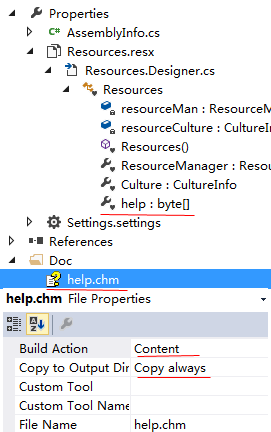 Properties
C# AssemblyInfo.cs
Resources.resx
Resources.Designer.cs
Resources
resourceMan : ResourceM
resourceCulture : CultureIn
Resources()
ResourceManager : Resou
Culture : CultureInfo
help : byte[]
Settings.settings
References
Doc
help.chm
help.chm File Properties
Build Action Content
Copy to Output Dir Copy always
Custom Tool
Custom Tool Name
File Name help.chm